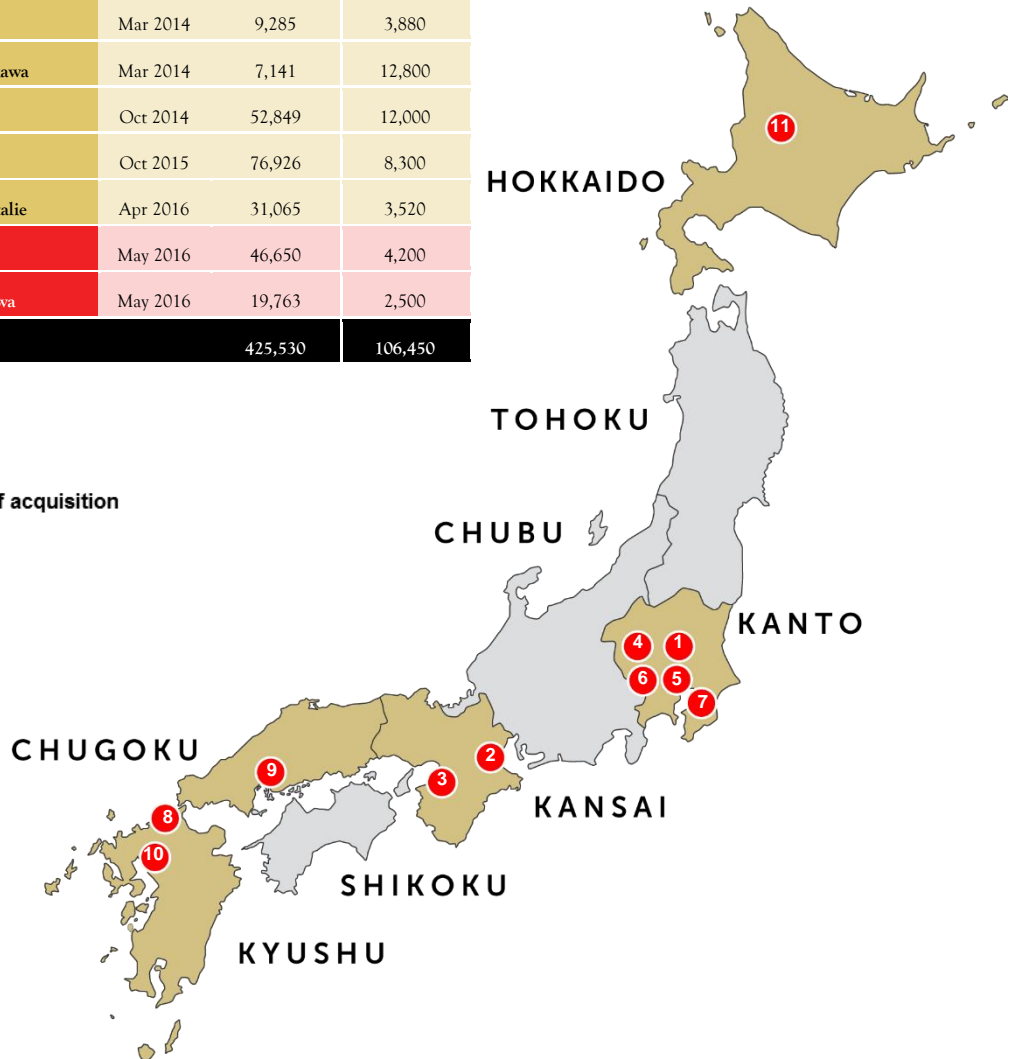 Mar 2014 9,285 3,880
awa Mar 2014 7,141 12,800
Oct 2014 52,849 12,000
Oct 2015 76,926 8,300
alie Apr 2016 31,065 3,520
May 2016 46,650 4,200
wa May 2016 19,763 2,500
425,530 106,450
11
HOKKAIDO
TOHOKU
f acquisition
CHUBU
KANTO
4 1
6 5
7
CHUGOKU
2
9
3
KANSAI
8
10
SHIKOKU
KYUSHU